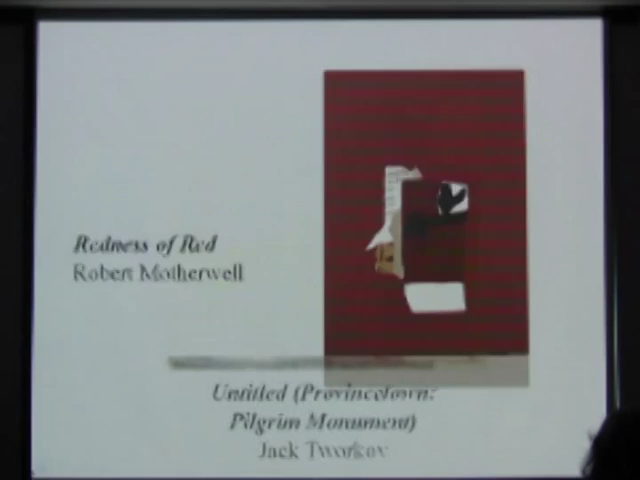 Redness of Red
Robert Motherwell
Untitled (Provincetown:
Pilgrim Monument)
Jack Tworkov